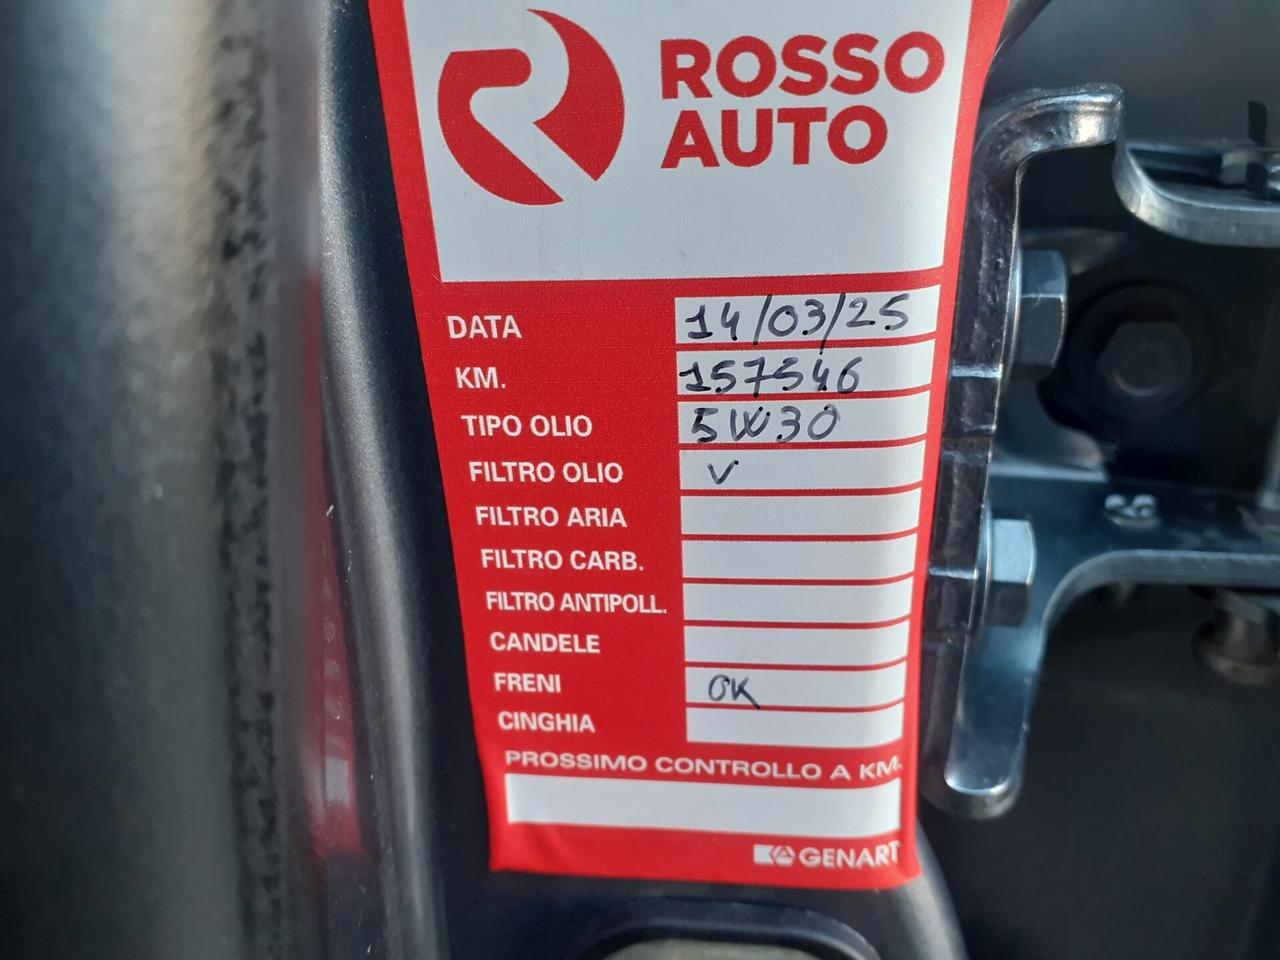 ROSSO
AUTO
DATA 14/03/25
KM. 157546
TIPO OLIO 5W30
FILTRO OLIO V
FILTRO ARIA
FILTRO CARB.
FILTRO ANTIPOLL.
CANDELE
FRENI OK
CINGHIA
PROSSIMO CONTROLLO A KM.
GENART